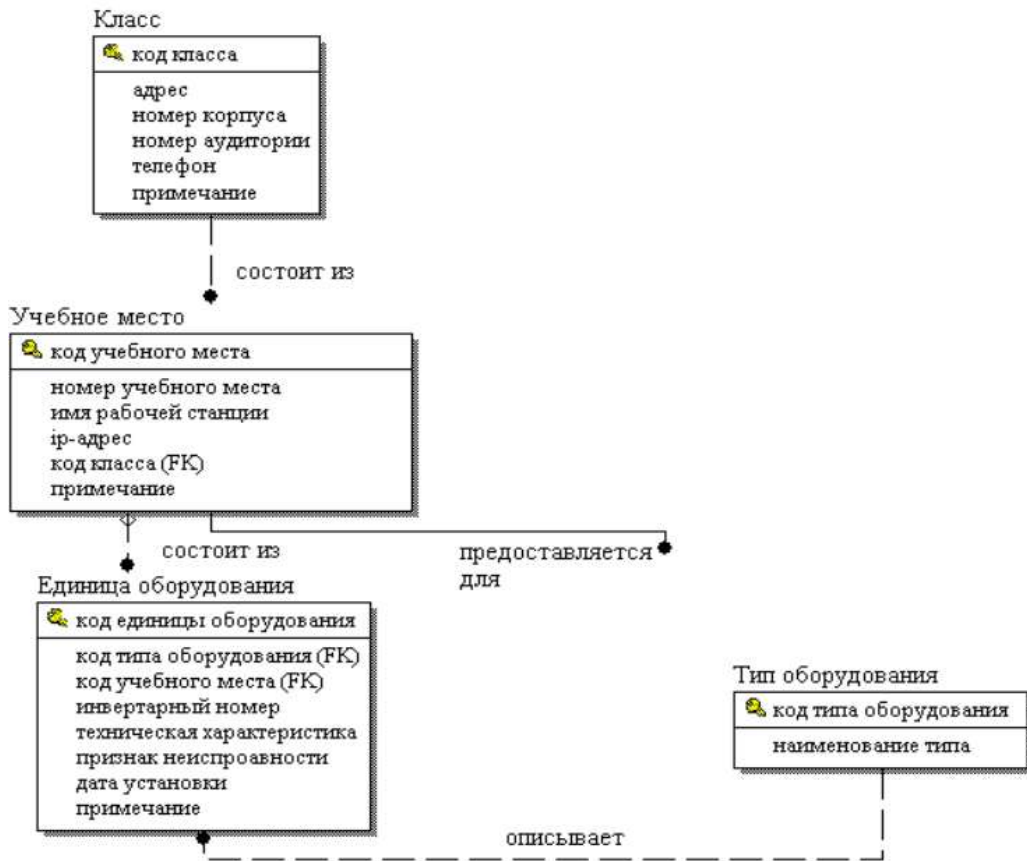 Класс
код класса
адрес
номер корпуса
номер аудитории
телефон
примечание
состоит из
Учебное место
код учебного места
номер учебного места
имя рабочей станции
ip-адрес
код класса (FK)
примечание
состоит из
предоставляется
для
Единица оборудования
код единицы оборудования
код типа оборудования (FK)
код учебного места (FK)
инвертарный номер
техническая характеристика
признак неиспроавности
дата установки
примечание
Тип оборудования
код типа оборудования
наименование типа
описывает